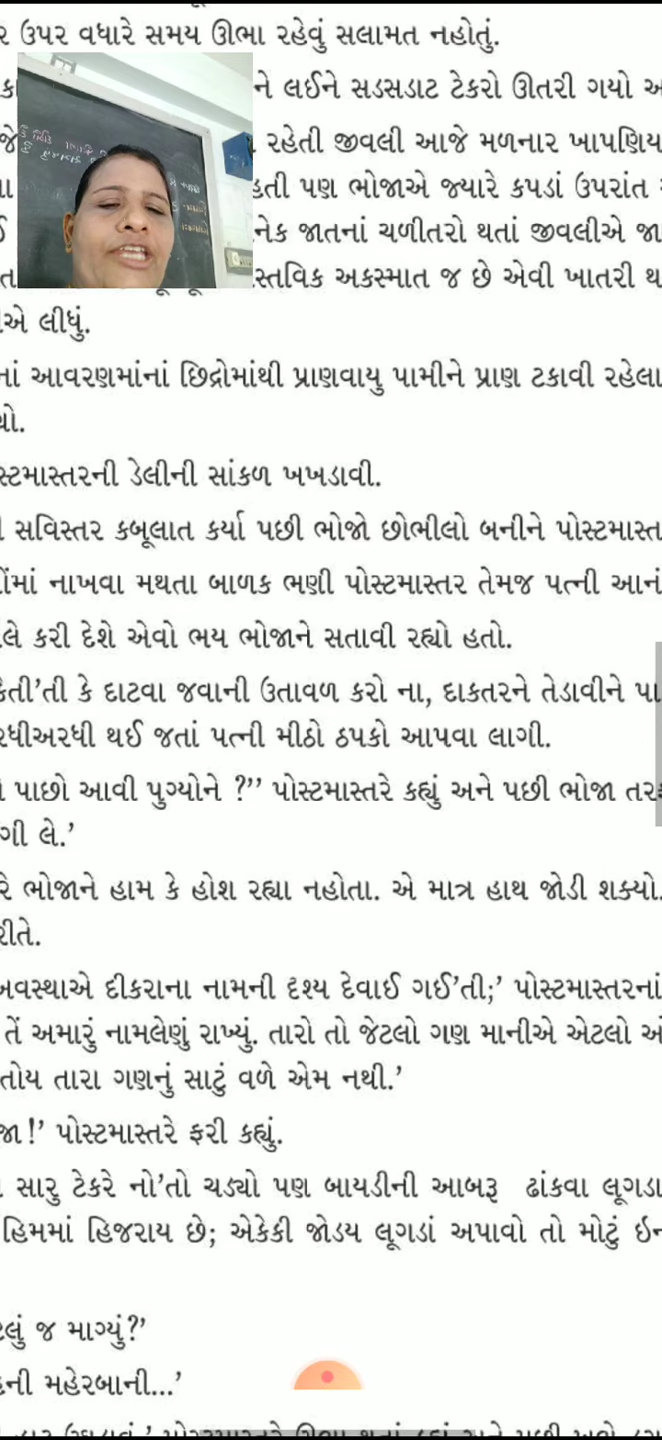 ઉપર વધારે સમય ઊભા રહેવું સલામત નહોતું.
ને લઈને સડસડાટ ટેકરો ઊતરી ગયો
રહેતી જીવલી આજે મળનાર ખાપણિય
હતી પણ ભોજાએ જ્યારે કપડાં ઉપરાંત
નેક જાતનાં ચળીતરો થતાં જીવલીએ જા
સ્તવિક અકસ્માત જ છે એવી ખાતરી થ
એ લીધું.
નાં આવરણમાંનાં છિદ્રોમાંથી પ્રાણવાયુ પામીને પ્રાણ ટકાવી રહેલા
યો.
સ્ટમાસ્તરની ડેલીની સાંકળ ખખડાવી.
સવિસ્તર કબૂલાત કર્યા પછી ભોજો છોભીલો બનીને પોસ્ટમાસ્ત
ોંમાં નાખવા મથતા બાળક ભણી પોસ્ટમાસ્તર તેમજ પત્ની આનં
લે કરી દેશે એવો ભય ભોજાને સતાવી રહ્યો હતો.
કેતી’તી કે દાટવા જવાની ઉતાવળ કરો ના, દાકતરને તેડાવીને પા
રધીઅરધી થઈ જતાં પત્ની મીઠો ઠપકો આપવા લાગી.
પાછો આવી પુગ્યોને ?’’ પોસ્ટમાસ્તરે કહ્યું અને પછી ભોજા તરફ
ગી લે.’
રે ભોજાને હામ કે હોશ રહ્યા નહોતા. એ માત્ર હાથ જોડી શક્યો.
રીતે.
અવસ્થાએ દીકરાના નામની દૃશ્ય દેવાઈ ગઈ’તી;’ પોસ્ટમાસ્તરનાં
તેં અમારું નામલેણું રાખ્યું. તારો તો જેટલો ગણ માનીએ એટલો ઓ
તોય તારા ગણનું સાટું વળે એમ નથી.’
જા !’ પોસ્ટમાસ્તરે ફરી કહ્યું.
સારુ ટેકરે નો’તો ચડ્યો પણ બાયડીની આબરૂ ઢાંકવા લૂગડા
હિમમાં હિજરાય છે; એકેકી જોડય લૂગડાં અપાવો તો મોટું ઇન
ટલું જ માગ્યું?’
ની મહેરબાની...’